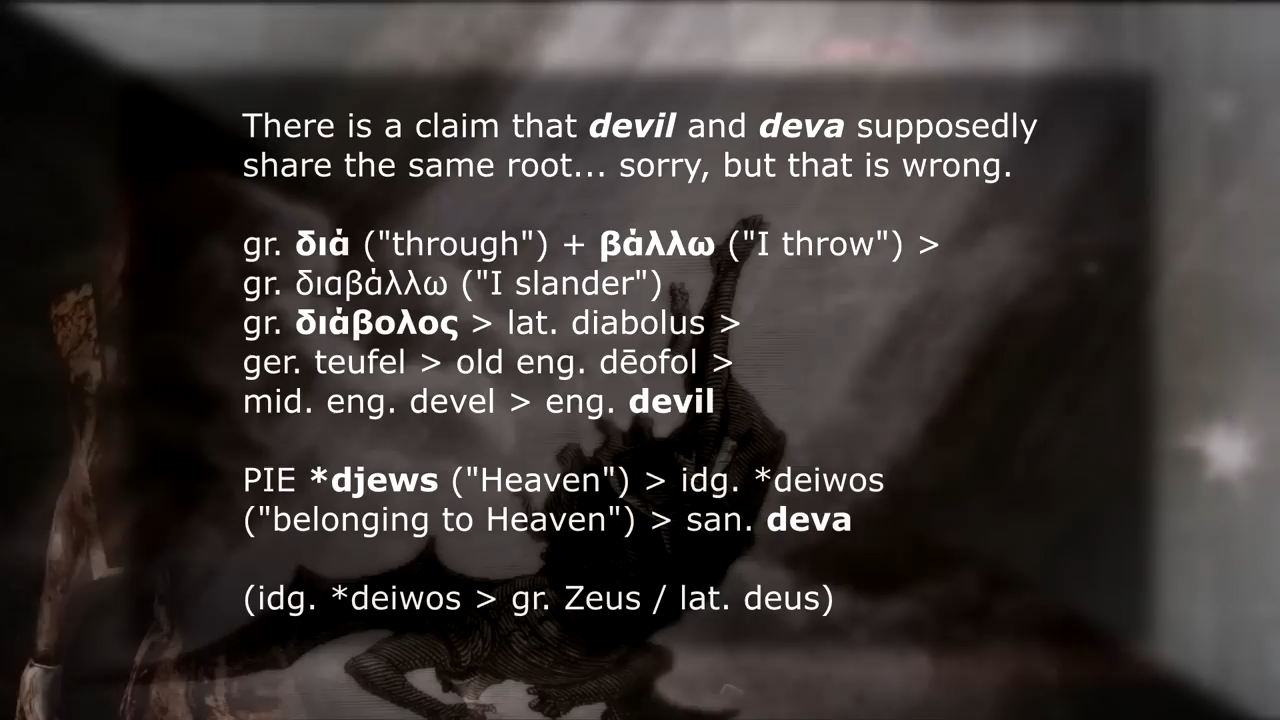 There is a claim that devil and deva supposedly
share the same root... sorry, but that is wrong.
gr. διά ("through") + βάλλω ("I throw") >
gr. διαβάλλω ("I slander")
gr. διάβολος > lat. diabolus >
ger. teufel > old eng. dēofol >
mid. eng. devel > eng. devil
PIE *djews ("Heaven") > idg. *deiwos
("belonging to Heaven") > san. deva
(idg. *deiwos > gr. Zeus / lat. deus)